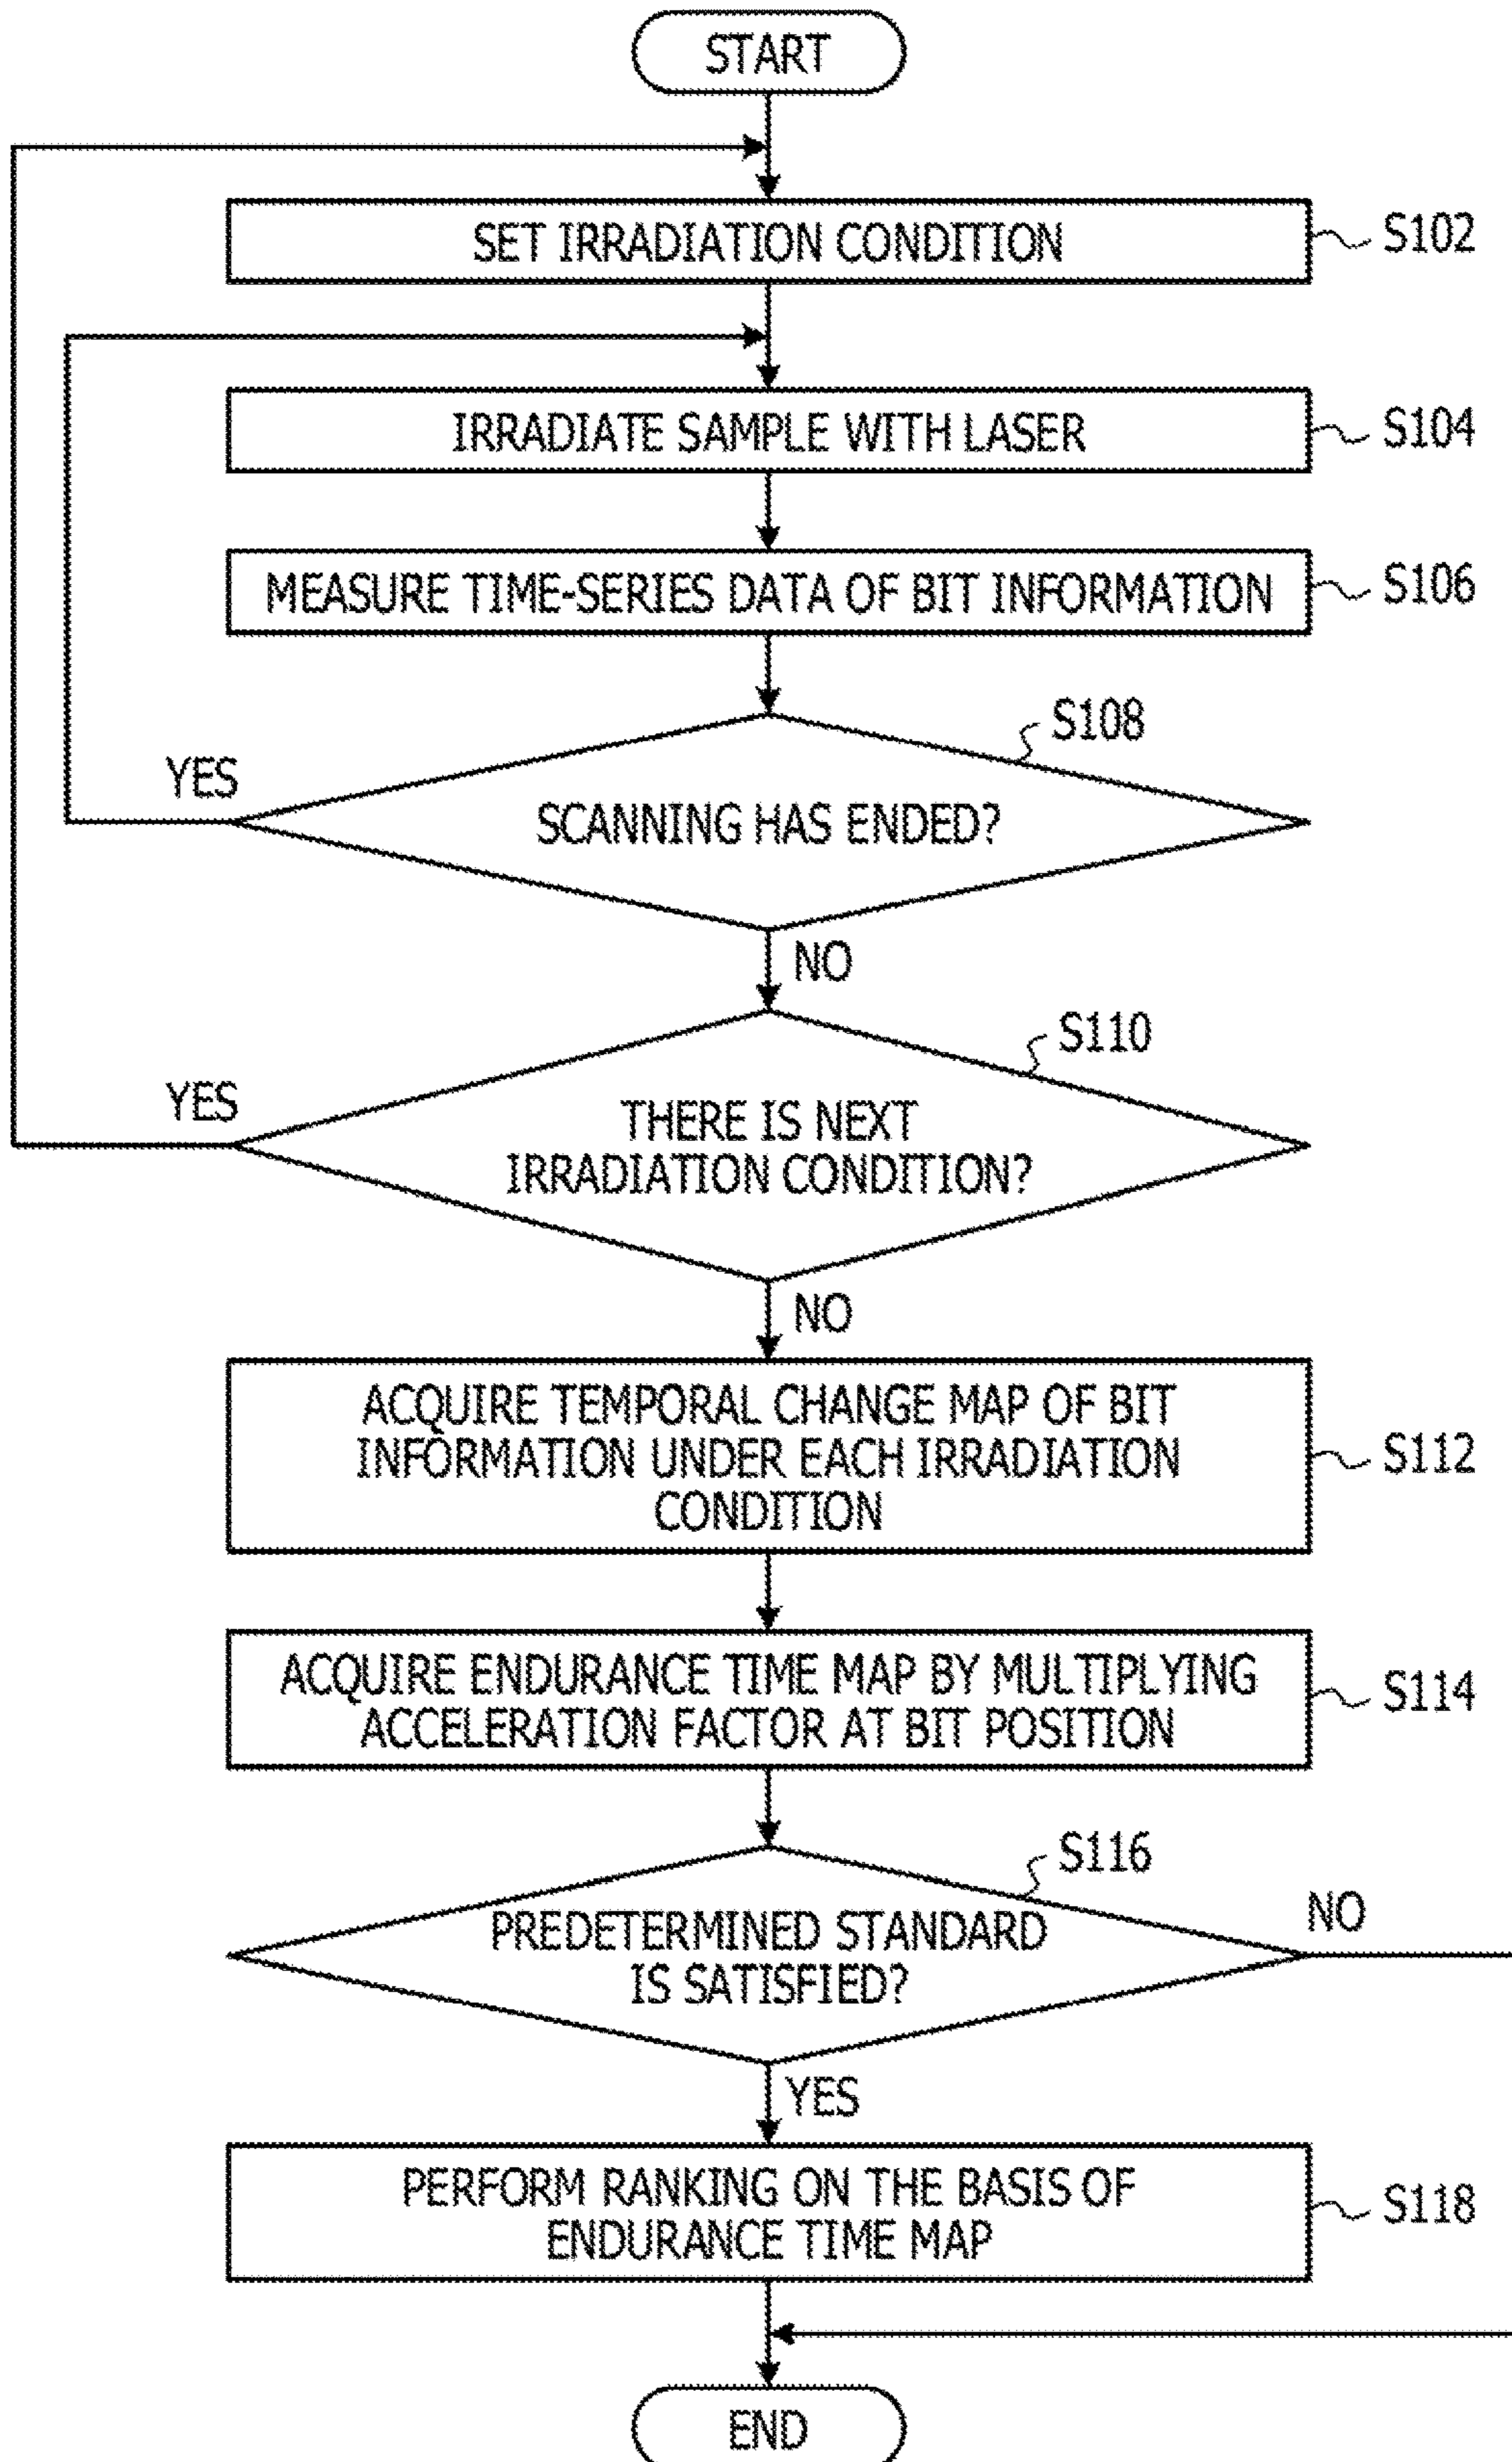 START
SET IRRADIATION CONDITION
S102
IRRADIATE SAMPLE WITH LASER
S104
MEASURE TIME-SERIES DATA OF BIT INFORMATION
S106
S108
YES
SCANNING HAS ENDED?
NO
S110
YES
THERE IS NEXT
IRRADIATION CONDITION?
NO
ACQUIRE TEMPORAL CHANGE MAP OF BIT
INFORMATION UNDER EACH IRRADIATION
CONDITION
S112
ACQUIRE ENDURANCE TIME MAP BY MULTIPLYING
ACCELERATION FACTOR AT BIT POSITION
S114
S116
NO
PREDETERMINED STANDARD
IS SATISFIED?
YES
PERFORM RANKING ON THE BASIS OF
ENDURANCE TIME MAP
S118
END